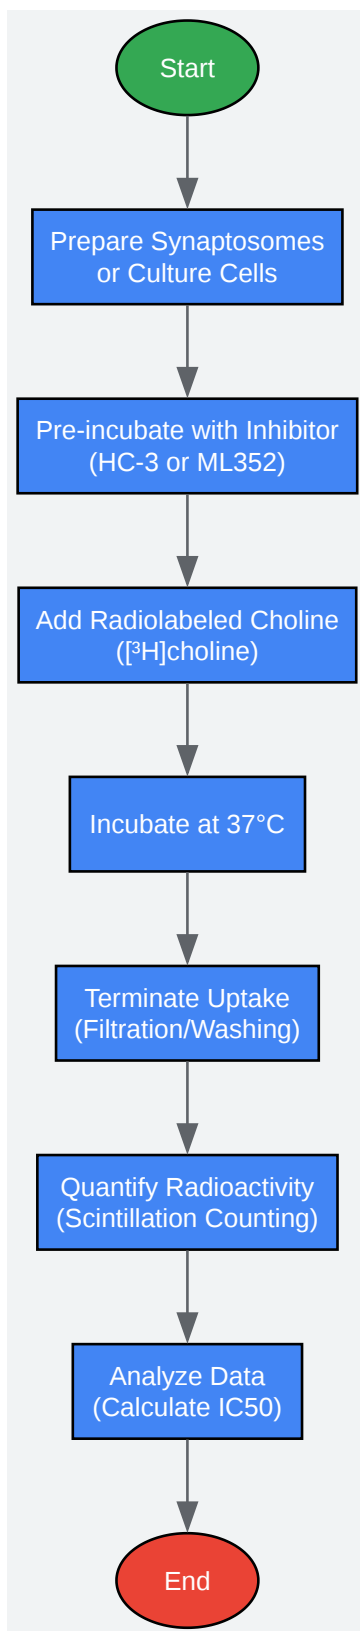 Start
Prepare Synaptosomes
or Culture Cells
Pre-incubate with Inhibitor
(HC-3 or ML352)
Add Radiolabeled Choline
([³H]choline)
Incubate at 37°C
Terminate Uptake
(Filtration/Washing)
Quantify Radioactivity
(Scintillation Counting)
Analyze Data
(Calculate IC50)
End